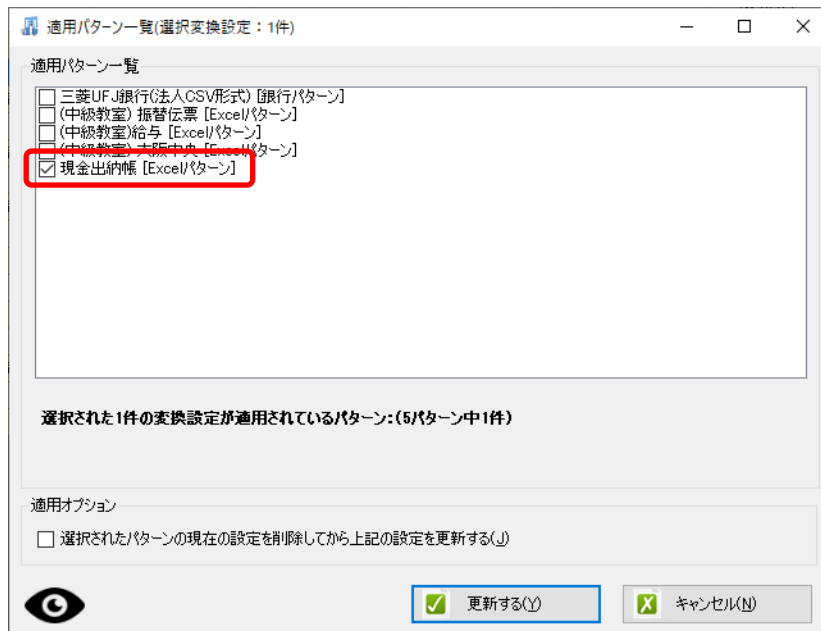 適用パターン一覧(選択変換設定：1件)
適用パターン一覧
三菱UFJ銀行(法人CSV形式) [銀行パターン]
(中級教室) 振替伝票 [Excelパターン]
(中級教室)給与 [Excelパターン]
(中級教室) 大阪中央 [Excelパターン]
現金出納帳 [Excelパターン]
選択された1件の変換設定が適用されているパターン:(5パターン中1件)
適用オプション
選択されたパターンの現在の設定を削除してから上記の設定を更新する(J)
更新する(Y)
キャンセル(N)